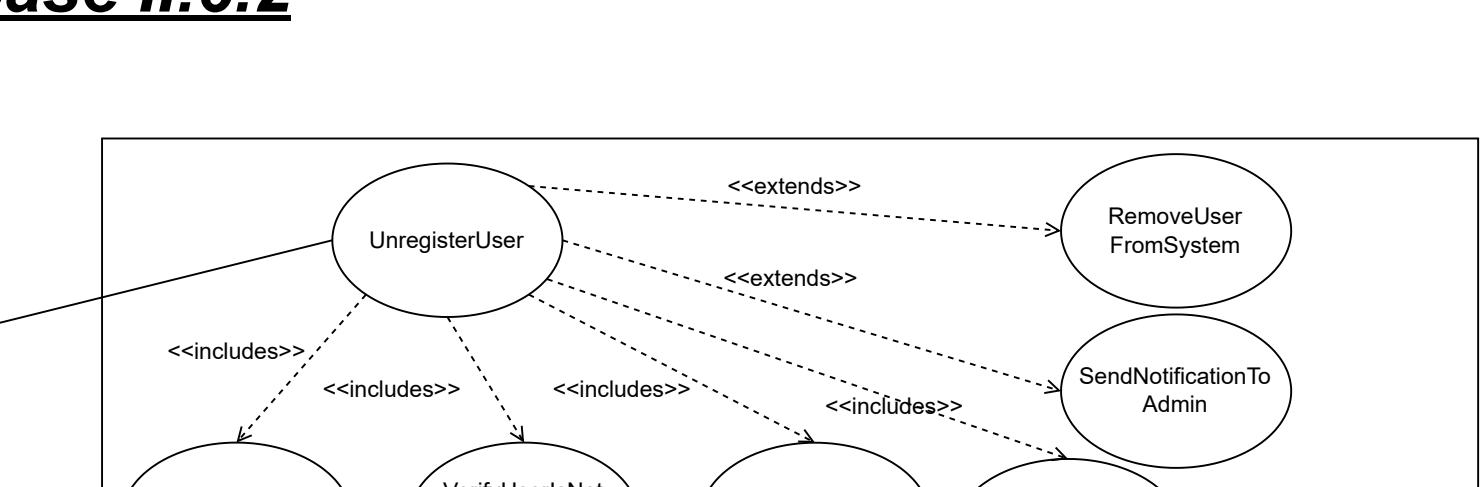 UnregisterUser
<<extends>>
RemoveUser
FromSystem
<<extends>>
SendNotificationTo
Admin
<<includes>>
<<includes>>
<<includes>>
<<includes>>